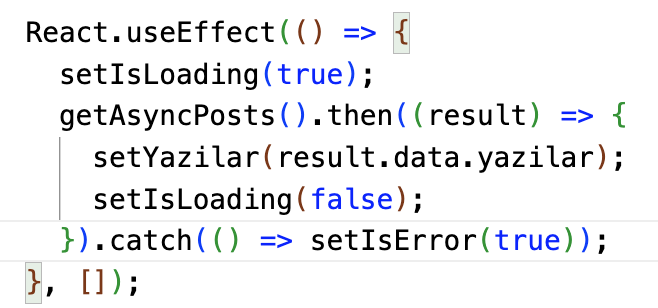 React.useEffect(() => {
  setIsLoading(true);
  getAsyncPosts().then((result) => {
    setYazilar(result.data.yazilar);
    setIsLoading(false);
  }).catch(() => setIsError(true));
}, []);